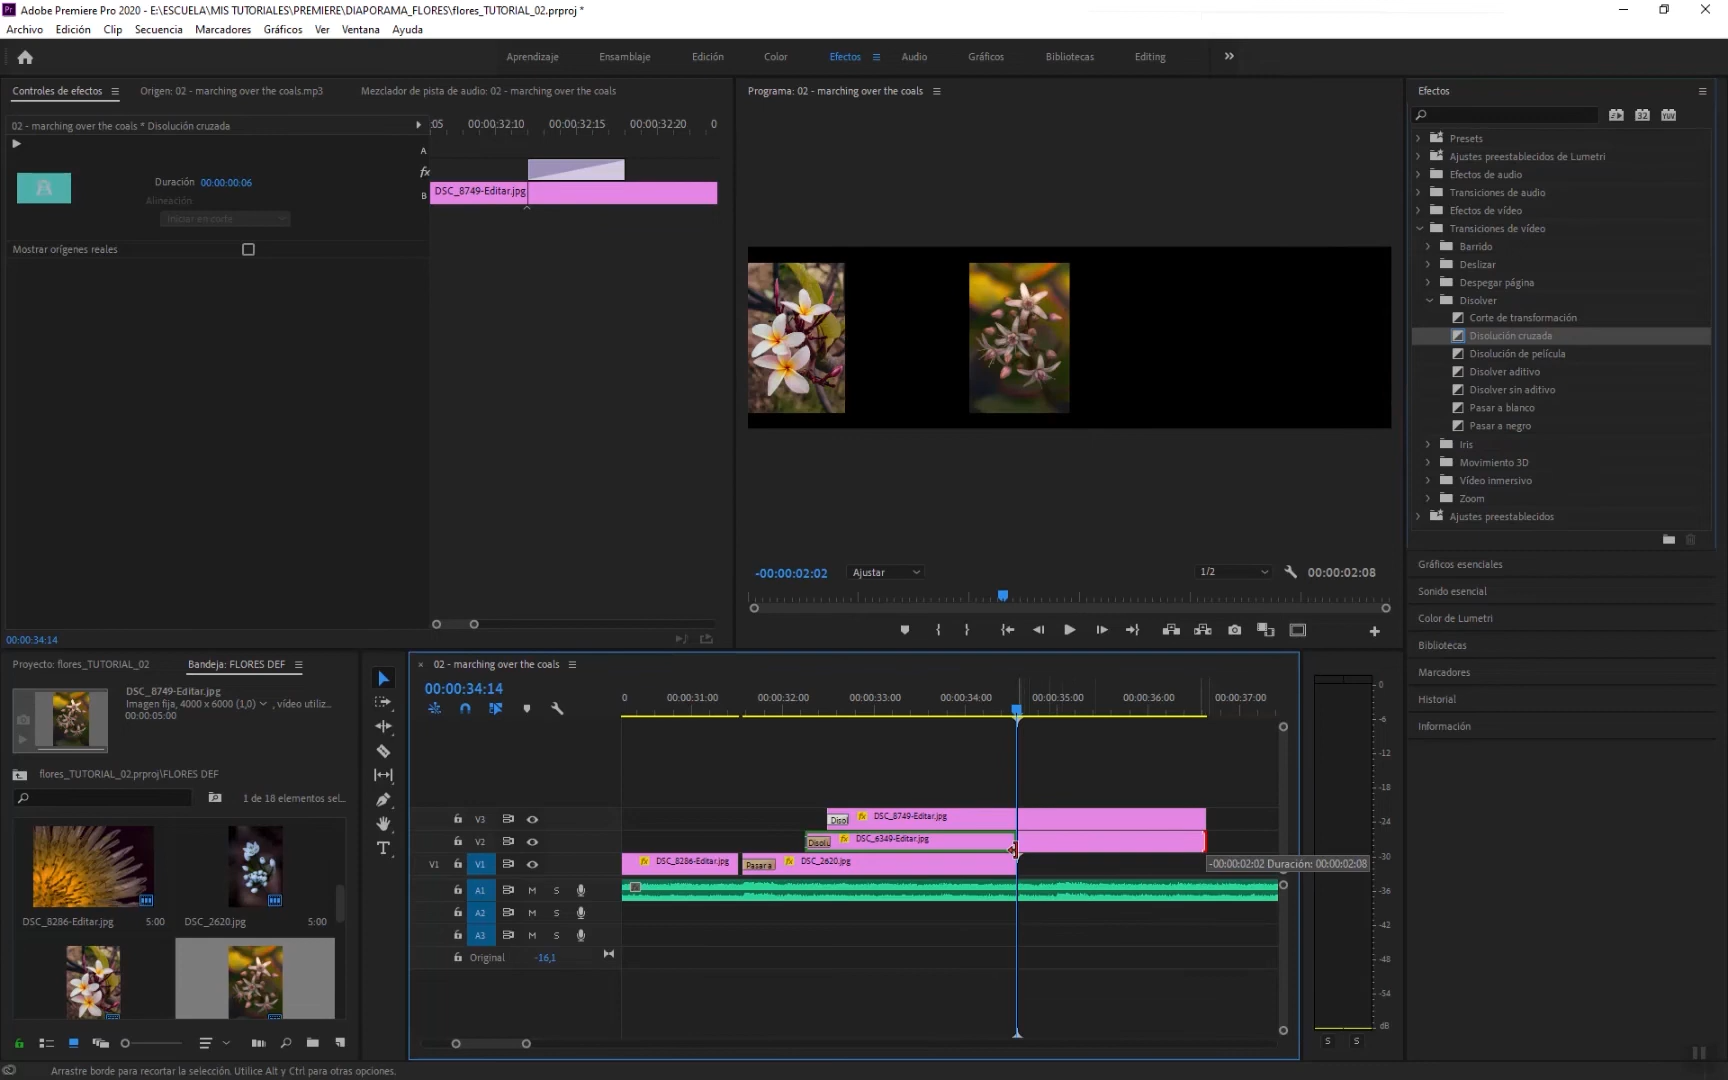 Adobe Premiere Pro 2020 - E:\ESCUELA\MIS TUTORIALES\PREMIERE\DIAPORAMA_FLORES\flores_TUTORIAL_02.prproj *
Archivo Edición Clip Secuencia Marcadores Gráficos Ver Ventana Ayuda
Aprendizaje Ensamblaje Edición Color Efectos Audio Gráficos Bibliotecas Editing
Controles de efectos Origen: 02 - marching over the coals.mp3 Mezclador de pista de audio: 02 - marching over the coals
02 - marching over the coals * Disolución cruzada
:05 00:00:32:10 00:00:32:15 00:00:32:20 0
A
fx
B
DSC_8749-Editar.jpg
Duración 00:00:00:06
Alineación:
Iniciar en corte
Mostrar orígenes reales
00:00:34:14
Programa: 02 - marching over the coals
-00:00:02:02 Ajustar 1/2 00:00:02:08
Efectos
32 YUV
Presets
Ajustes preestablecidos de Lumetri
Efectos de audio
Transiciones de audio
Efectos de vídeo
Transiciones de vídeo
Barrido
Deslizar
Despegar página
Disolver
Corte de transformación
Disolución cruzada
Disolución de película
Disolver aditivo
Disolver sin aditivo
Pasar a blanco
Pasar a negro
Iris
Movimiento 3D
Vídeo inmersivo
Zoom
Ajustes preestablecidos
Gráficos esenciales
Sonido esencial
Color de Lumetri
Bibliotecas
Marcadores
Historial
Información
Proyecto: flores_TUTORIAL_02 Bandeja: FLORES DEF
DSC_8749-Editar.jpg
Imagen fija, 4000 x 6000 (1,0) , vídeo utiliz...
00:00:05:00
flores_TUTORIAL_02.prproj\FLORES DEF
1 de 18 elementos sel...
DSC_8286-Editar.jpg 5:00 DSC_2620.jpg 5:00
02 - marching over the coals
00:00:34:14
0 00:00:31:00 00:00:32:00 00:00:33:00 00:00:34:00 00:00:35:00 00:00:36:00 00:00:37:00
V3 Disol fx DSC_8749-Editar.jpg
V2 Disolu fx DSC_6349-Editar.jpg
V1 V1 fx DSC_8286-Editar.jpg Pasar a fx DSC_2620.jpg
-00:00:02:02 Duración: 00:00:02:08
A1 M S
A2 M S
A3 M S
Original -16,1
0
-6
-12
-18
-24
-30
-36
-42
-48
-54
dB
S S
Arrastre borde para recortar la selección. Utilice Alt y Ctrl para otras opciones.